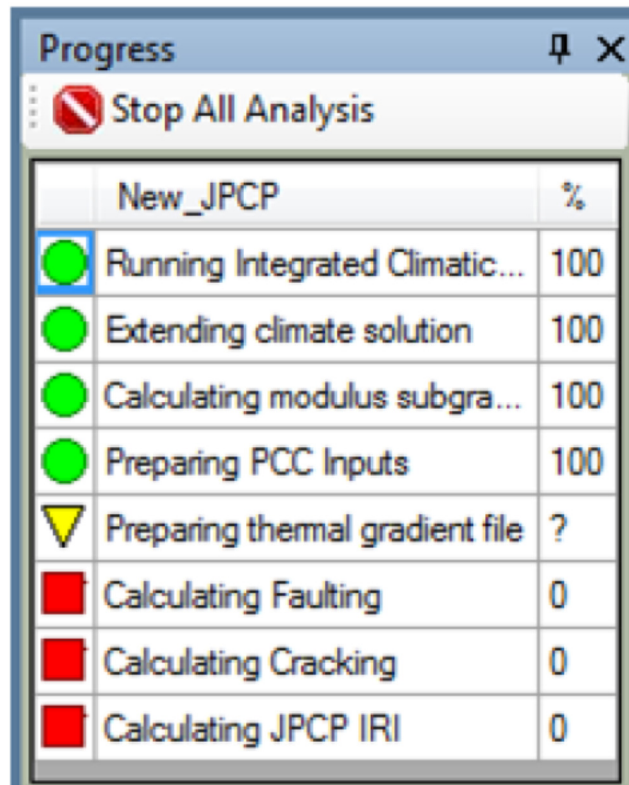 Progress
Stop All Analysis
New_JPCP %
Running Integrated Climatic... 100
Extending climate solution 100
Calculating modulus subgra... 100
Preparing PCC Inputs 100
Preparing thermal gradient file ?
Calculating Faulting 0
Calculating Cracking 0
Calculating JPCP IRI 0